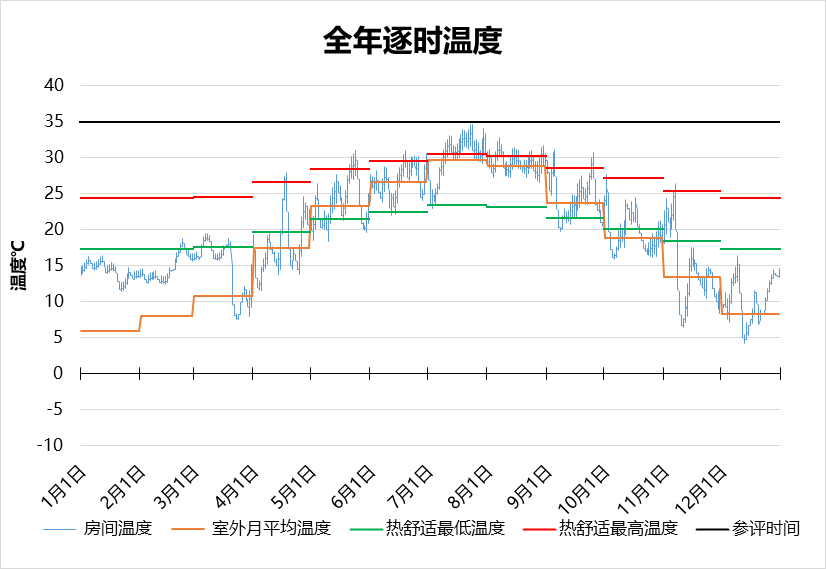 全年逐时温度
40
35
30
25
20
15
10
5
0
-5
-10
温度℃
1月1日
2月1日
3月1日
4月1日
5月1日
6月1日
7月1日
8月1日
9月1日
10月1日
11月1日
12月1日
房间温度
室外月平均温度
热舒适最低温度
热舒适最高温度
参评时间